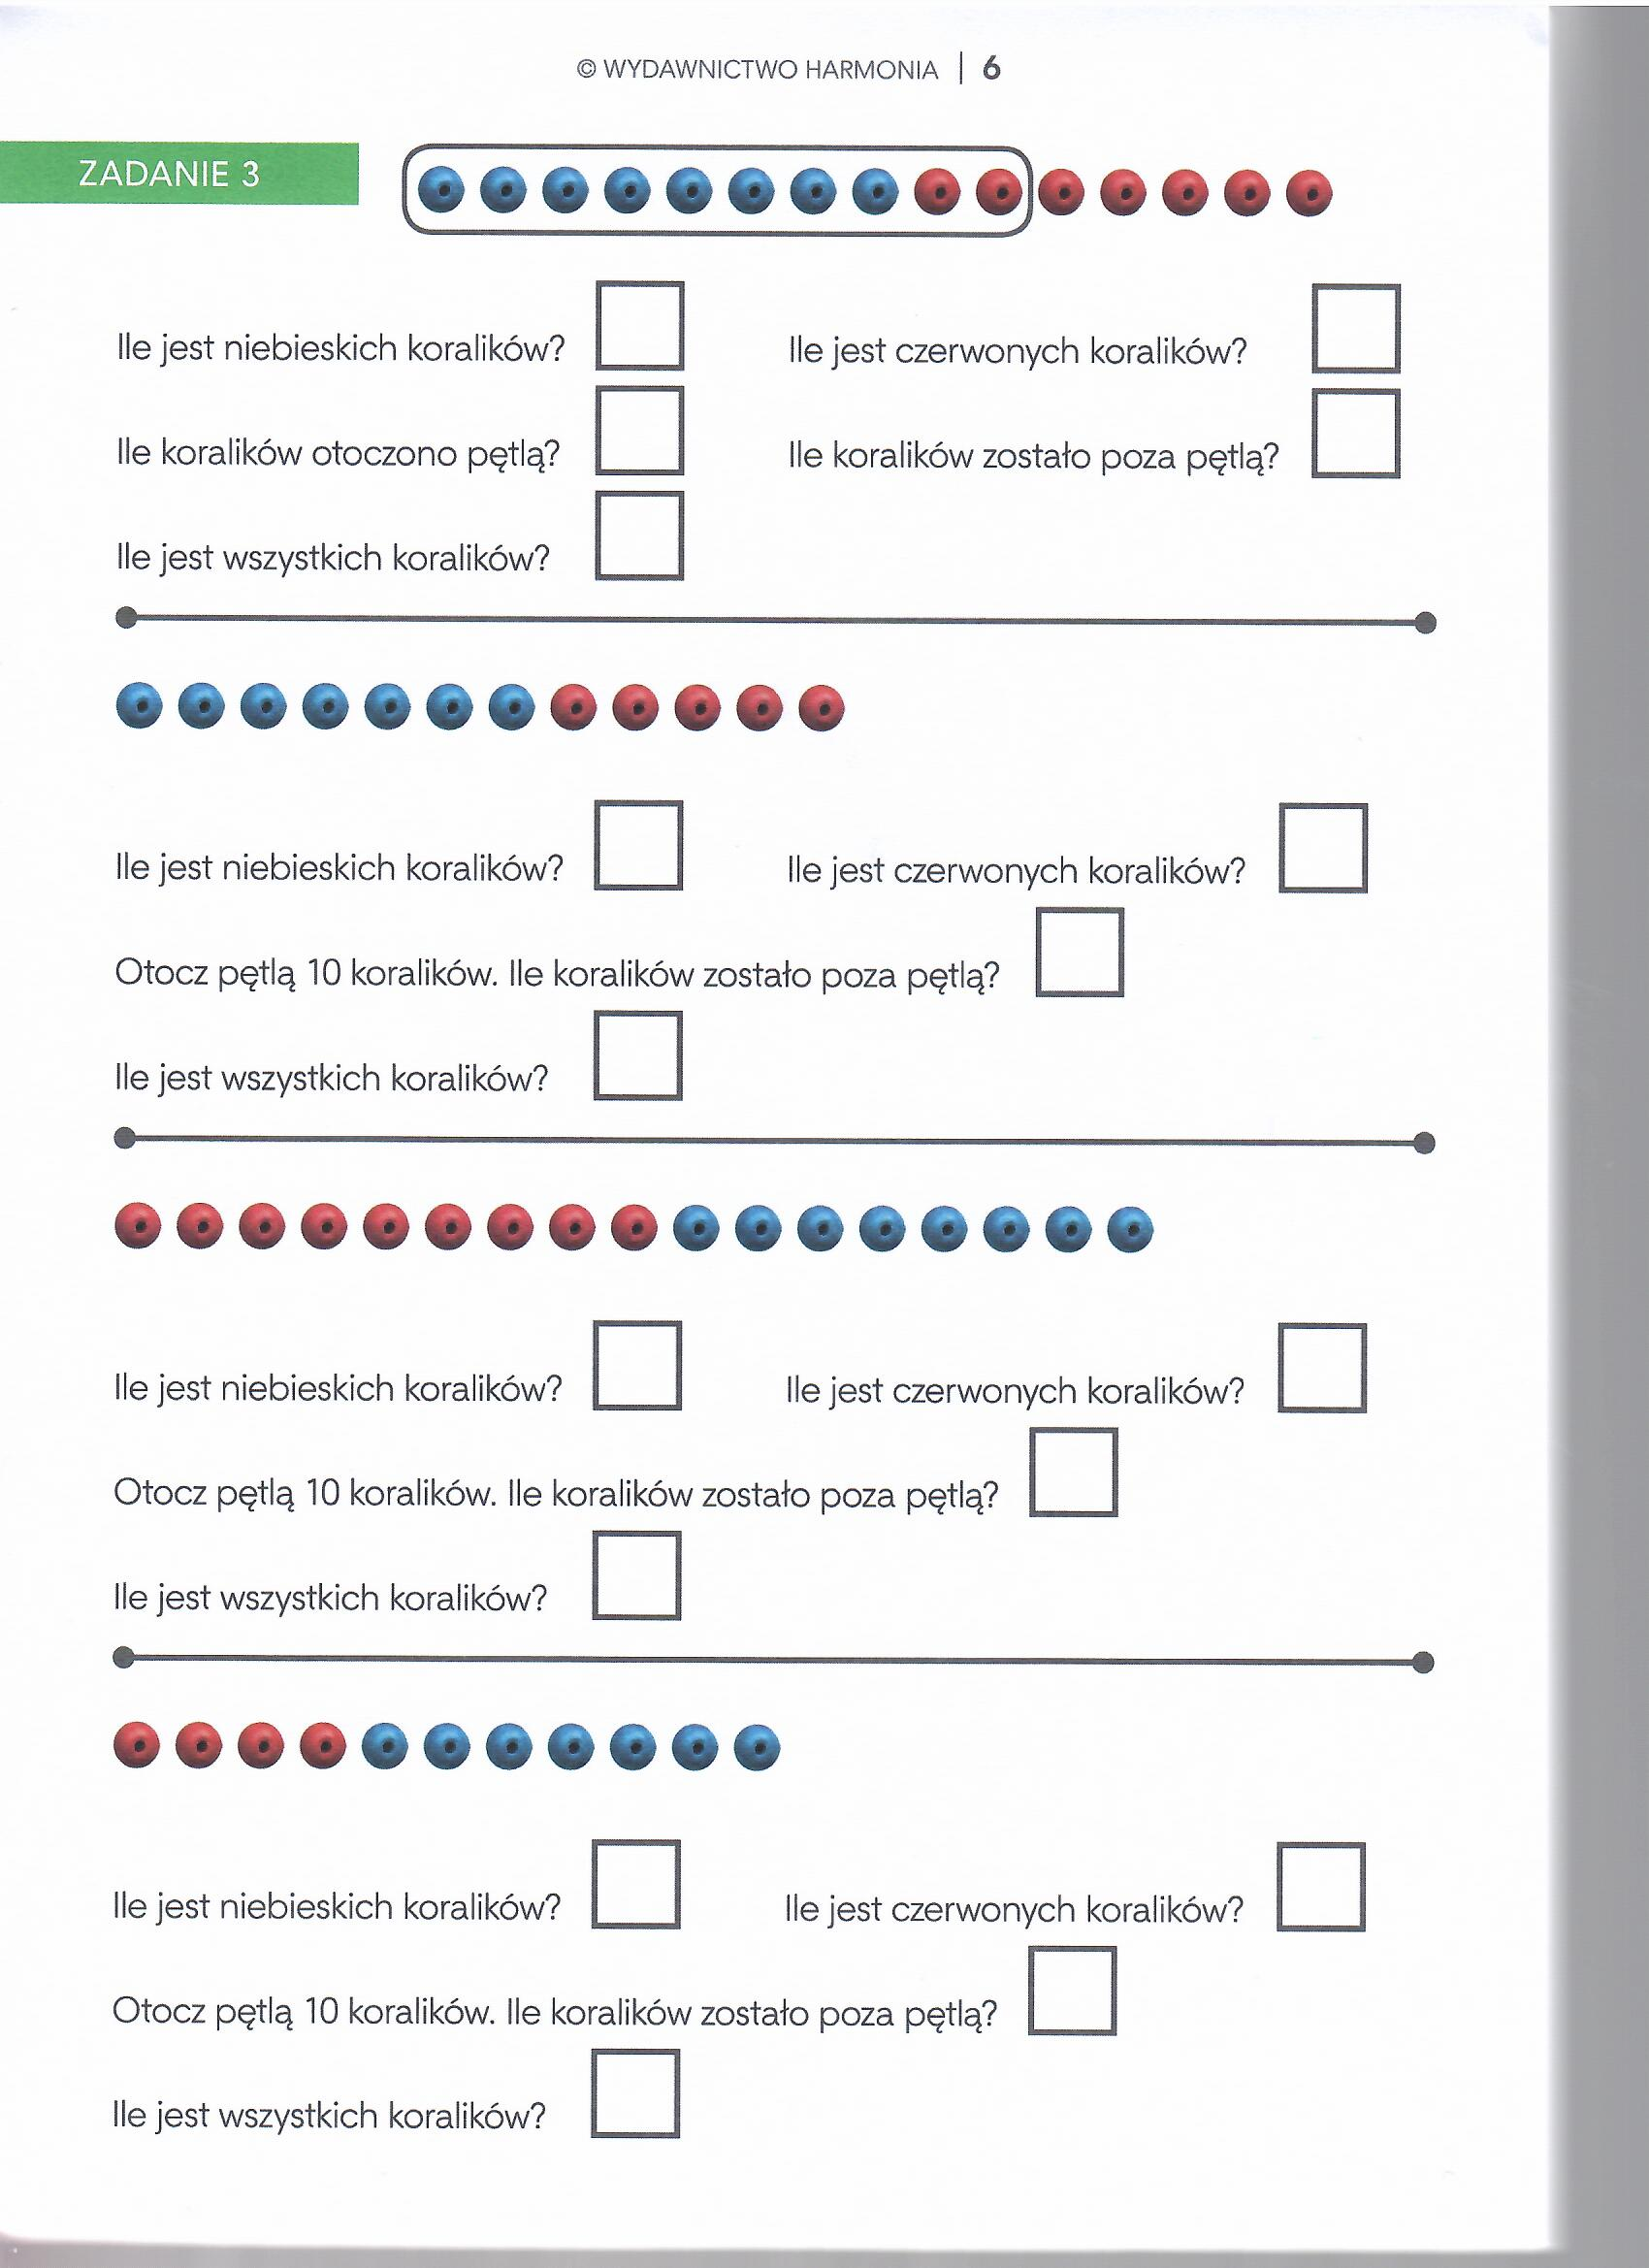 © WYDAWNICTWO HARMONIA | 6
ZADANIE 3
Ile jest niebieskich koralików? Ile jest czerwonych koralików?
Ile koralików otoczono pętlą? Ile koralików zostało poza pętlą?
Ile jest wszystkich koralików?
Ile jest niebieskich koralików? Ile jest czerwonych koralików?
Otocz pętlą 10 koralików. Ile koralików zostało poza pętlą?
Ile jest wszystkich koralików?
Ile jest niebieskich koralików? Ile jest czerwonych koralików?
Otocz pętlą 10 koralików. Ile koralików zostało poza pętlą?
Ile jest wszystkich koralików?
Ile jest niebieskich koralików? Ile jest czerwonych koralików?
Otocz pętlą 10 koralików. Ile koralików zostało poza pętlą?
Ile jest wszystkich koralików?